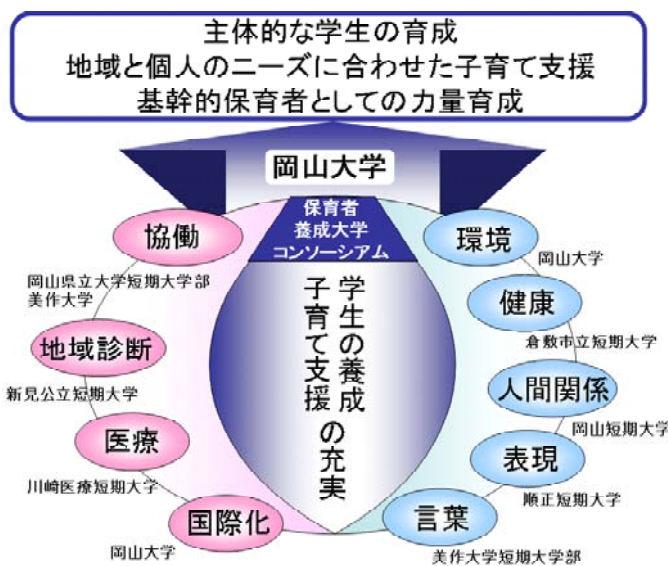 主体的な学生の育成
地域と個人のニーズに合わせた子育て支援
基幹的保育者としての力量育成
岡山大学
保育者
養成大学
コンソーシアム
学生の養成
子育て支援
の充実
協働
岡山県立大学短期大学部
美作大学
地域診断
新見公立短期大学
医療
川崎医療短期大学
国際化
岡山大学
環境
岡山大学
健康
倉敷市立短期大学
人間関係
岡山短期大学
表現
順正短期大学
言葉
美作大学短期大学部